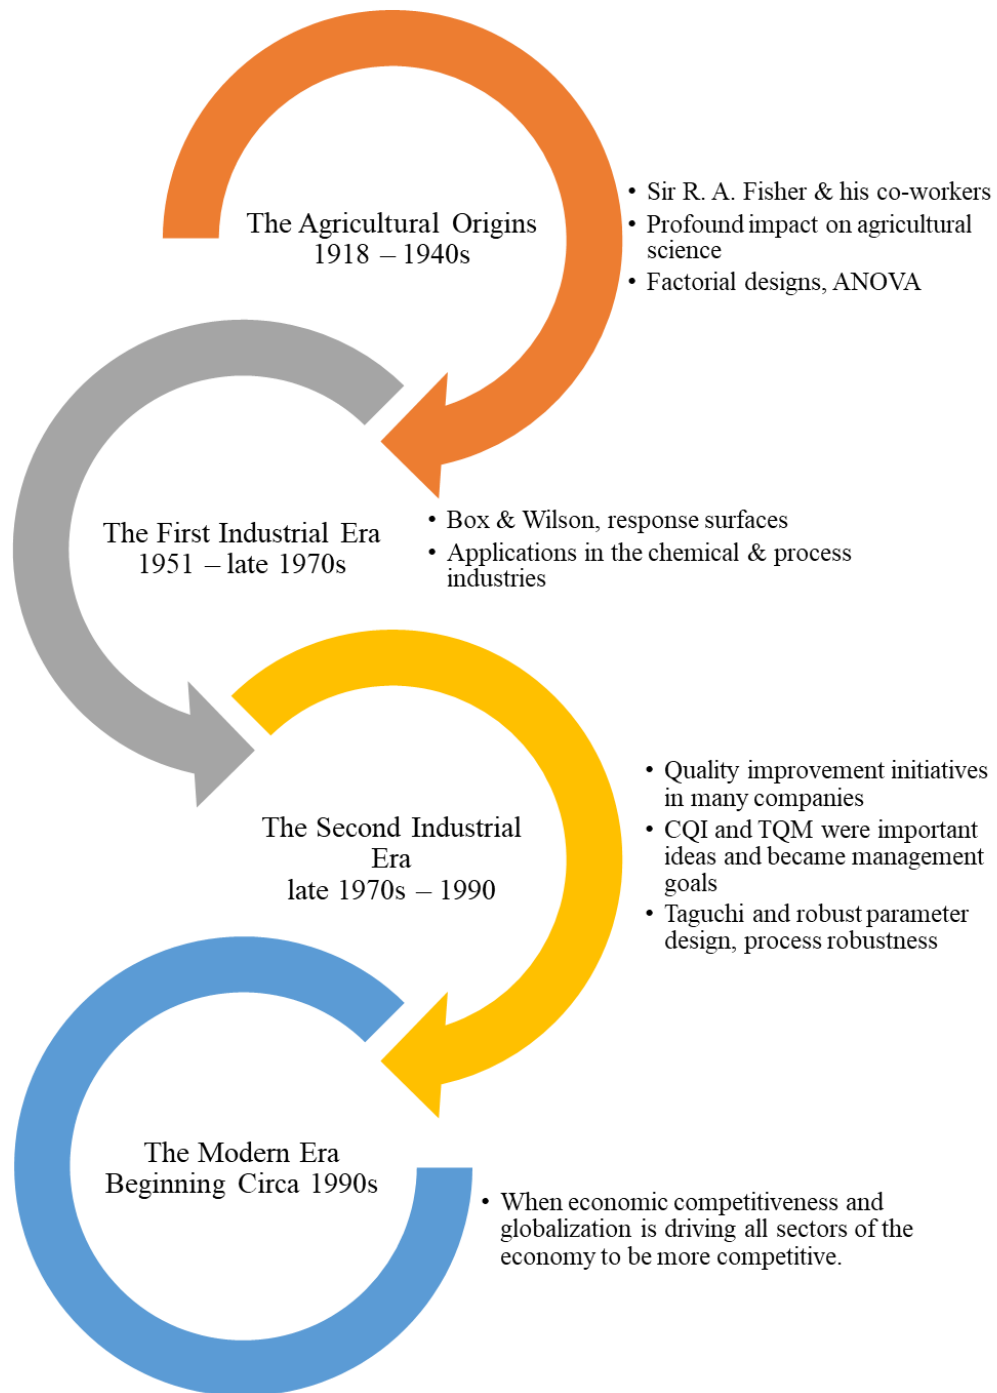 The Agricultural Origins
1918 – 1940s
• Sir R. A. Fisher & his co-workers
• Profound impact on agricultural
science
• Factorial designs, ANOVA
The First Industrial Era
1951 – late 1970s
• Box & Wilson, response surfaces
• Applications in the chemical & process
industries
The Second Industrial
Era
late 1970s – 1990
• Quality improvement initiatives
in many companies
• CQI and TQM were important
ideas and became management
goals
• Taguchi and robust parameter
design, process robustness
The Modern Era
Beginning Circa 1990s
• When economic competitiveness and
globalization is driving all sectors of the
economy to be more competitive.